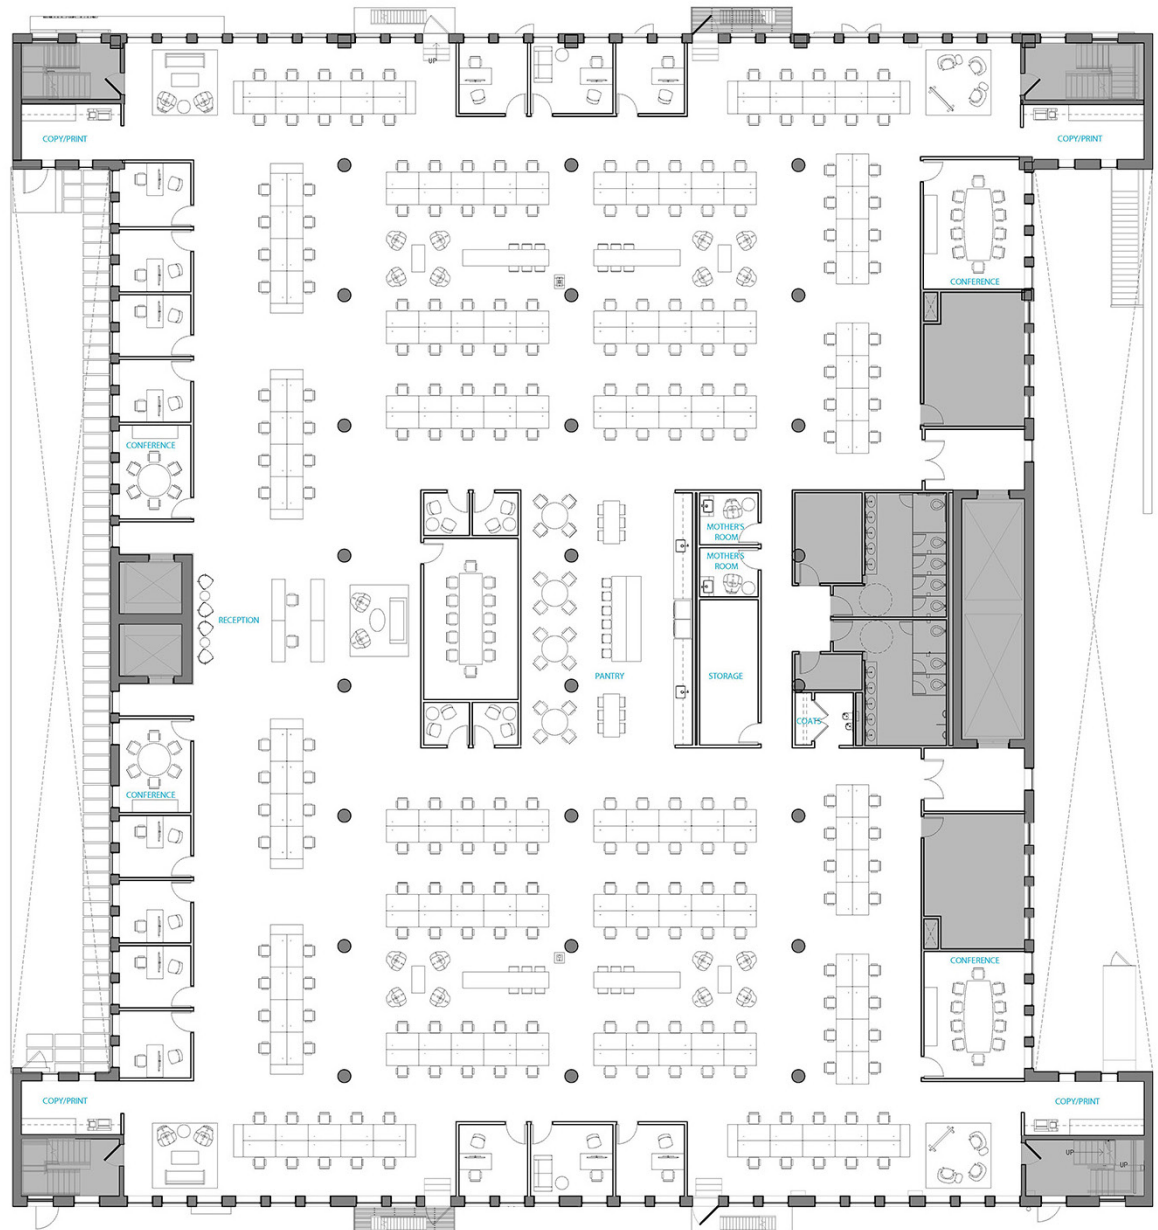 UP
COPY/PRINT
COPY/PRINT
CONFERENCE
CONFERENCE
MOTHER'S
ROOM
MOTHER'S
ROOM
RECEPTION
PANTRY
STORAGE
COATS
CONFERENCE
CONFERENCE
COPY/PRINT
COPY/PRINT
UP
UP